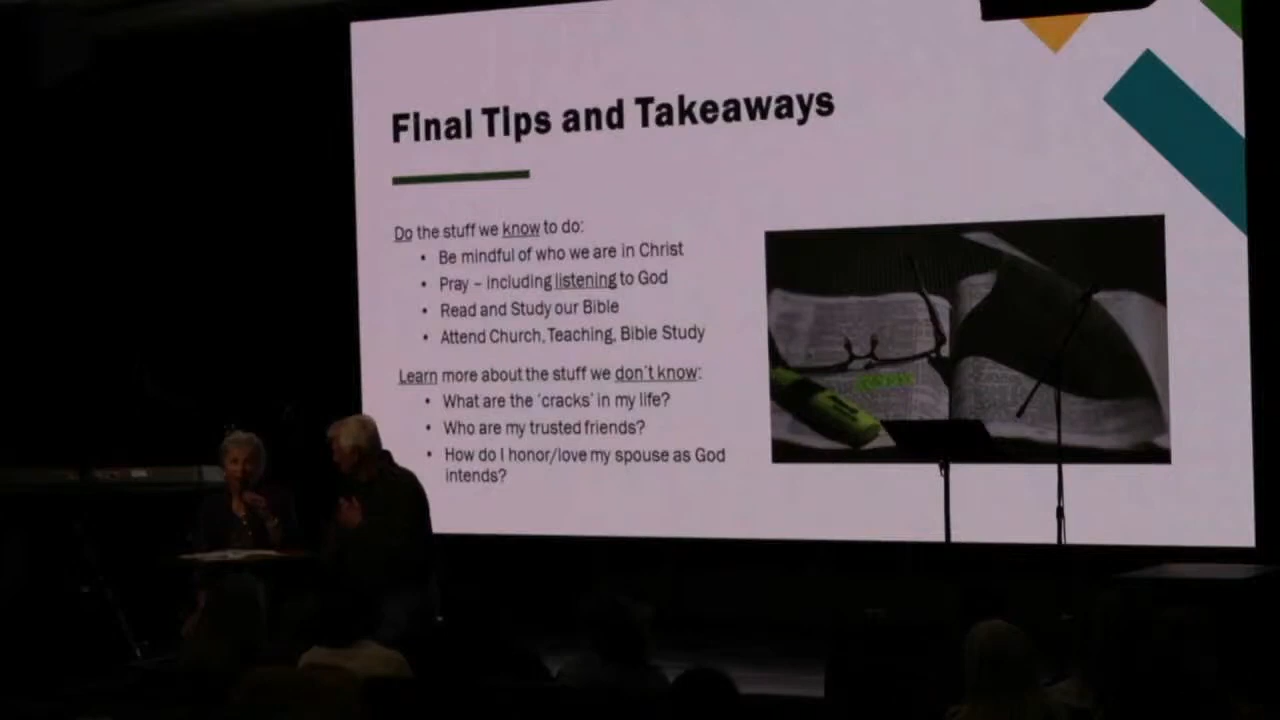 Final Tips and Takeaways
Do the stuff we know to do:
• Be mindful of who we are in Christ
• Pray – including listening to God
• Read and Study our Bible
• Attend Church, Teaching, Bible Study
Learn more about the stuff we don't know:
• What are the 'cracks' in my life?
• Who are my trusted friends?
• How do I honor/love my spouse as God
intends?